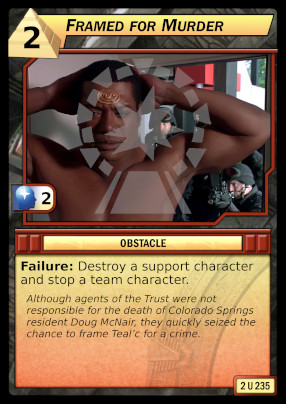 2
FRAMED FOR MURDER
2
OBSTACLE
Failure: Destroy a support character
and stop a team character.
Although agents of the Trust were not
responsible for the death of Colorado Springs
resident Doug McNair, they quickly seized the
chance to frame Teal'c for a crime.
2 U 235